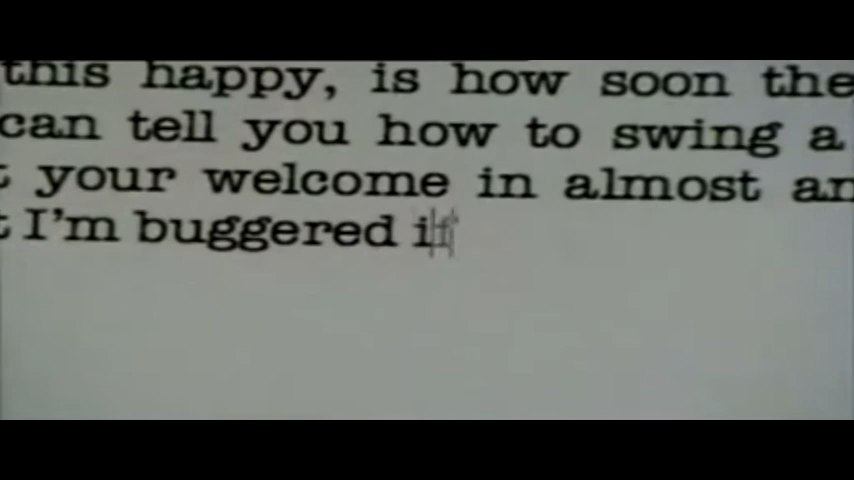 this happy, is how soon the
can tell you how to swing a
t your welcome in almost an
t I'm buggered if